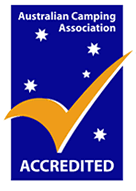 Australian Camping
Association
ACCREDITED